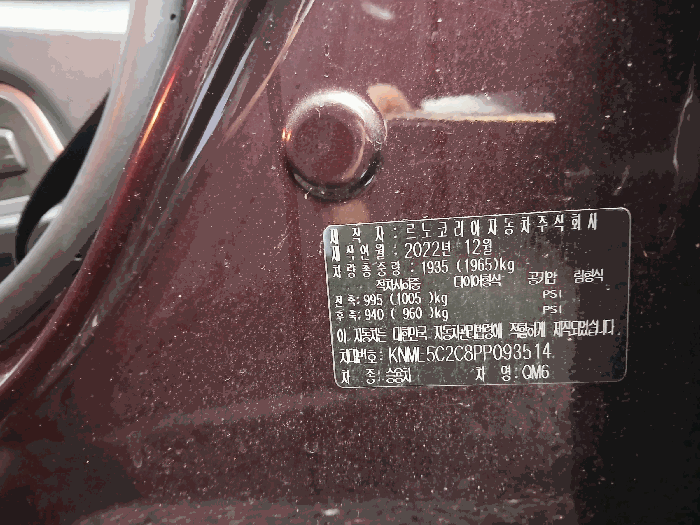 제 작 자 : 르노코리아자동차주식회사
제작연월 : 2022년 12월
차량총중량 : 1935 (1965)kg
적차시하중 타이어형식 공기압 림형식
전축: 995 (1005 )kg PSI
후축: 940 ( 960 )kg PSI
이 자동차는 대한민국 자동차관리법령에 적합하게 제작되었습니다.
차대번호: KNML5C2C8PP093514
차 종: 승용차 차 명: QM6